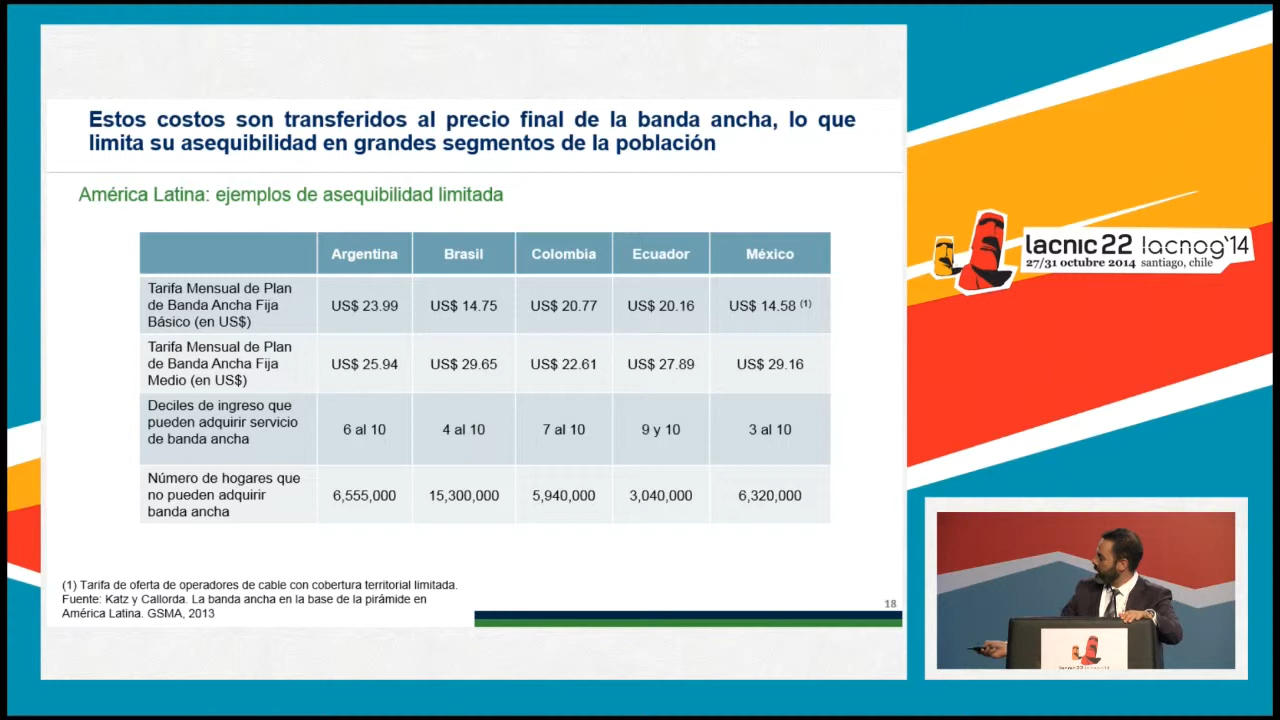 Estos costos son transferidos al precio final de la banda ancha, lo que
limita su asequibilidad en grandes segmentos de la población
América Latina: ejemplos de asequibilidad limitada
Argentina Brasil Colombia Ecuador México
Tarifa Mensual de Plan
de Banda Ancha Fija
Básico (en US$)
US$ 23.99 US$ 14.75 US$ 20.77 US$ 20.16 US$ 14.58 (1)
Tarifa Mensual de Plan
de Banda Ancha Fija
Medio (en US$)
US$ 25.94 US$ 29.65 US$ 22.61 US$ 27.89 US$ 29.16
Deciles de ingreso que
pueden adquirir servicio
de banda ancha
6 al 10 4 al 10 7 al 10 9 y 10 3 al 10
Número de hogares que
no pueden adquirir
banda ancha
6,555,000 15,300,000 5,940,000 3,040,000 6,320,000
(1) Tarifa de oferta de operadores de cable con cobertura territorial limitada.
Fuente: Katz y Callorda. La banda ancha en la base de la pirámide en
América Latina. GSMA, 2013
18
lacnic 22 lacnog'14
27/31 octubre 2014 santiago, chile